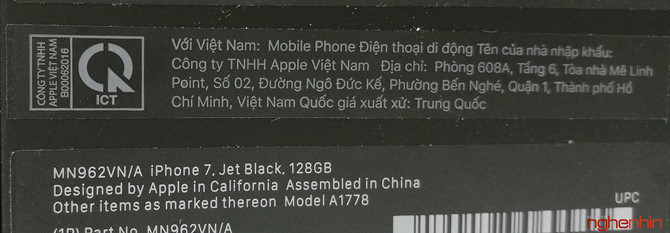 CÔNG TY TNHH
APPLE VIỆT NAM
B00062016
ICT
Với Việt Nam: Mobile Phone Điện thoại di động Tên của nhà nhập khẩu:
Công ty TNHH Apple Việt Nam Địa chỉ: Phòng 608A, Tầng 6, Tòa nhà Mê Linh
Point, Số 02, Đường Ngô Đức Kế, Phường Bến Nghé, Quận 1, Thành phố Hồ
Chí Minh, Việt Nam Quốc gia xuất xứ: Trung Quốc
MN962VN/A iPhone 7, Jet Black, 128GB
Designed by Apple in California Assembled in China
Other items as marked thereon Model A1778
UPC
(1P) Part No. MN962VN/A
nghenhin